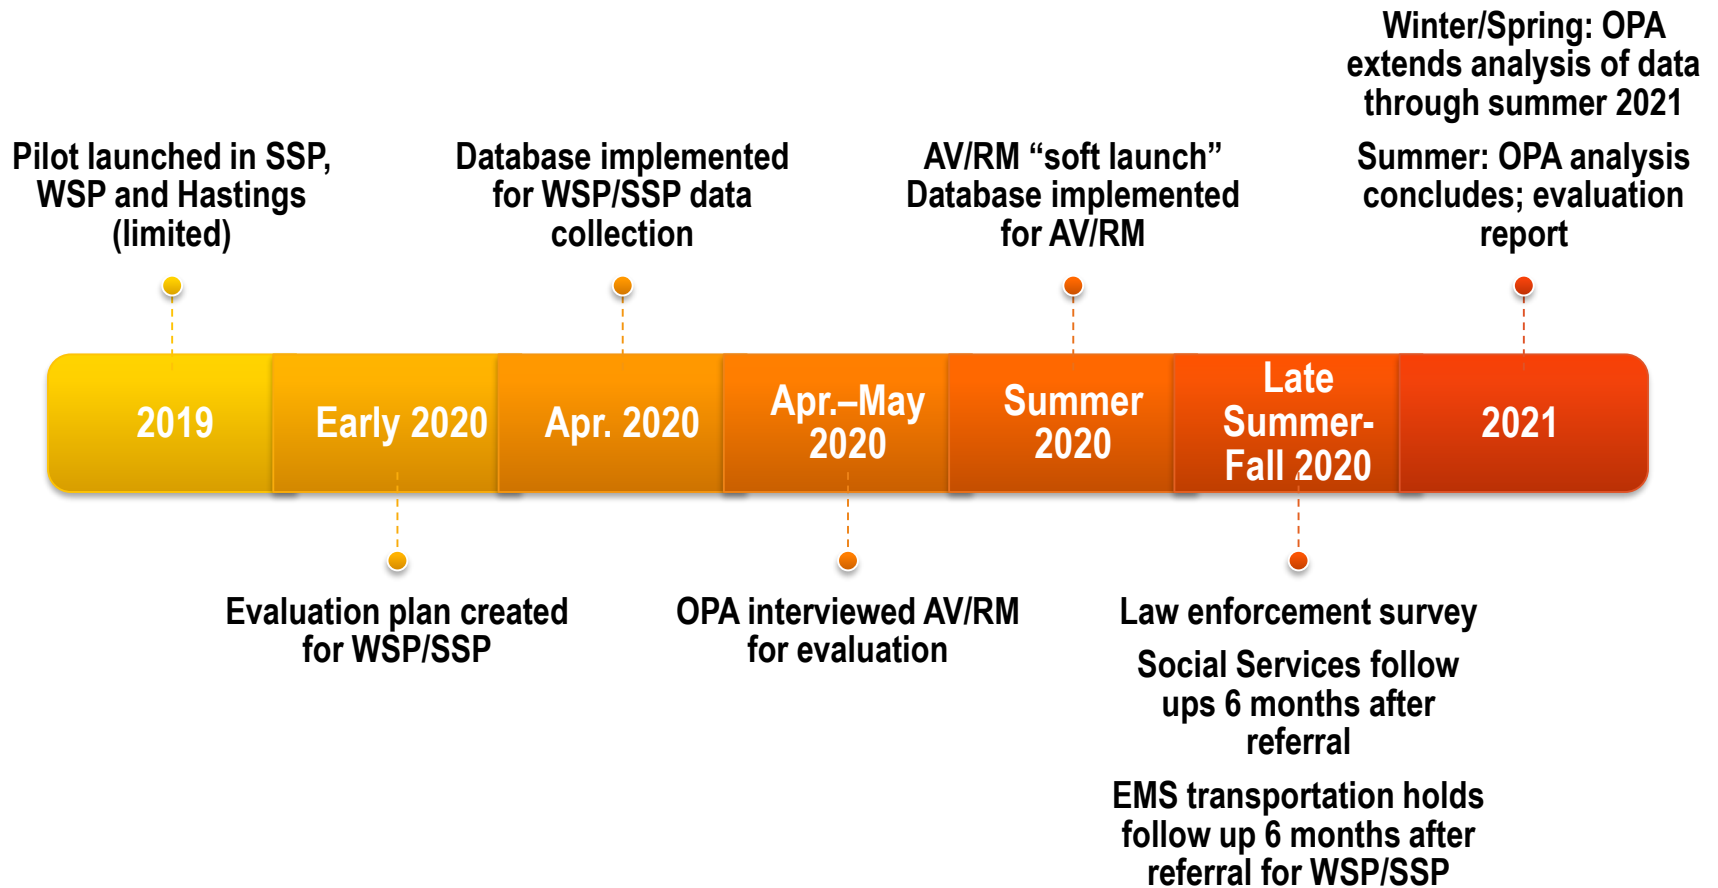 Winter/Spring: OPA
extends analysis of data
through summer 2021
Summer: OPA analysis
concludes; evaluation
report
Pilot launched in SSP,
WSP and Hastings
(limited)
Database implemented
for WSP/SSP data
collection
AV/RM “soft launch”
Database implemented
for AV/RM
2019
Early 2020
Apr. 2020
Apr.–May
2020
Summer
2020
Late
Summer-
Fall 2020
2021
Evaluation plan created
for WSP/SSP
OPA interviewed AV/RM
for evaluation
Law enforcement survey
Social Services follow
ups 6 months after
referral
EMS transportation holds
follow up 6 months after
referral for WSP/SSP